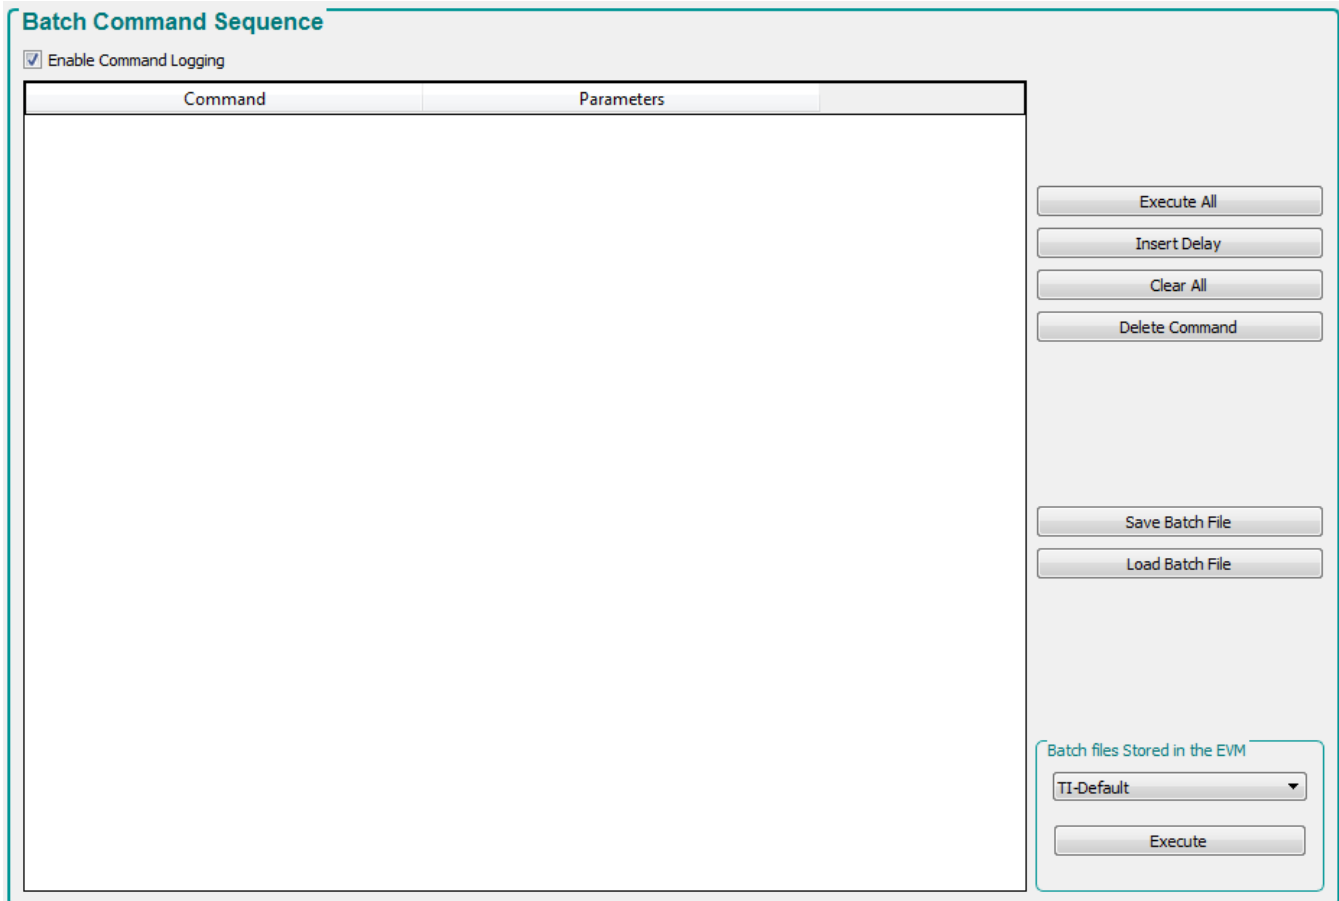 Batch Command Sequence
Enable Command Logging
Command Parameters
Execute All
Insert Delay
Clear All
Delete Command
Save Batch File
Load Batch File
Batch files Stored in the EVM
TI-Default
Execute